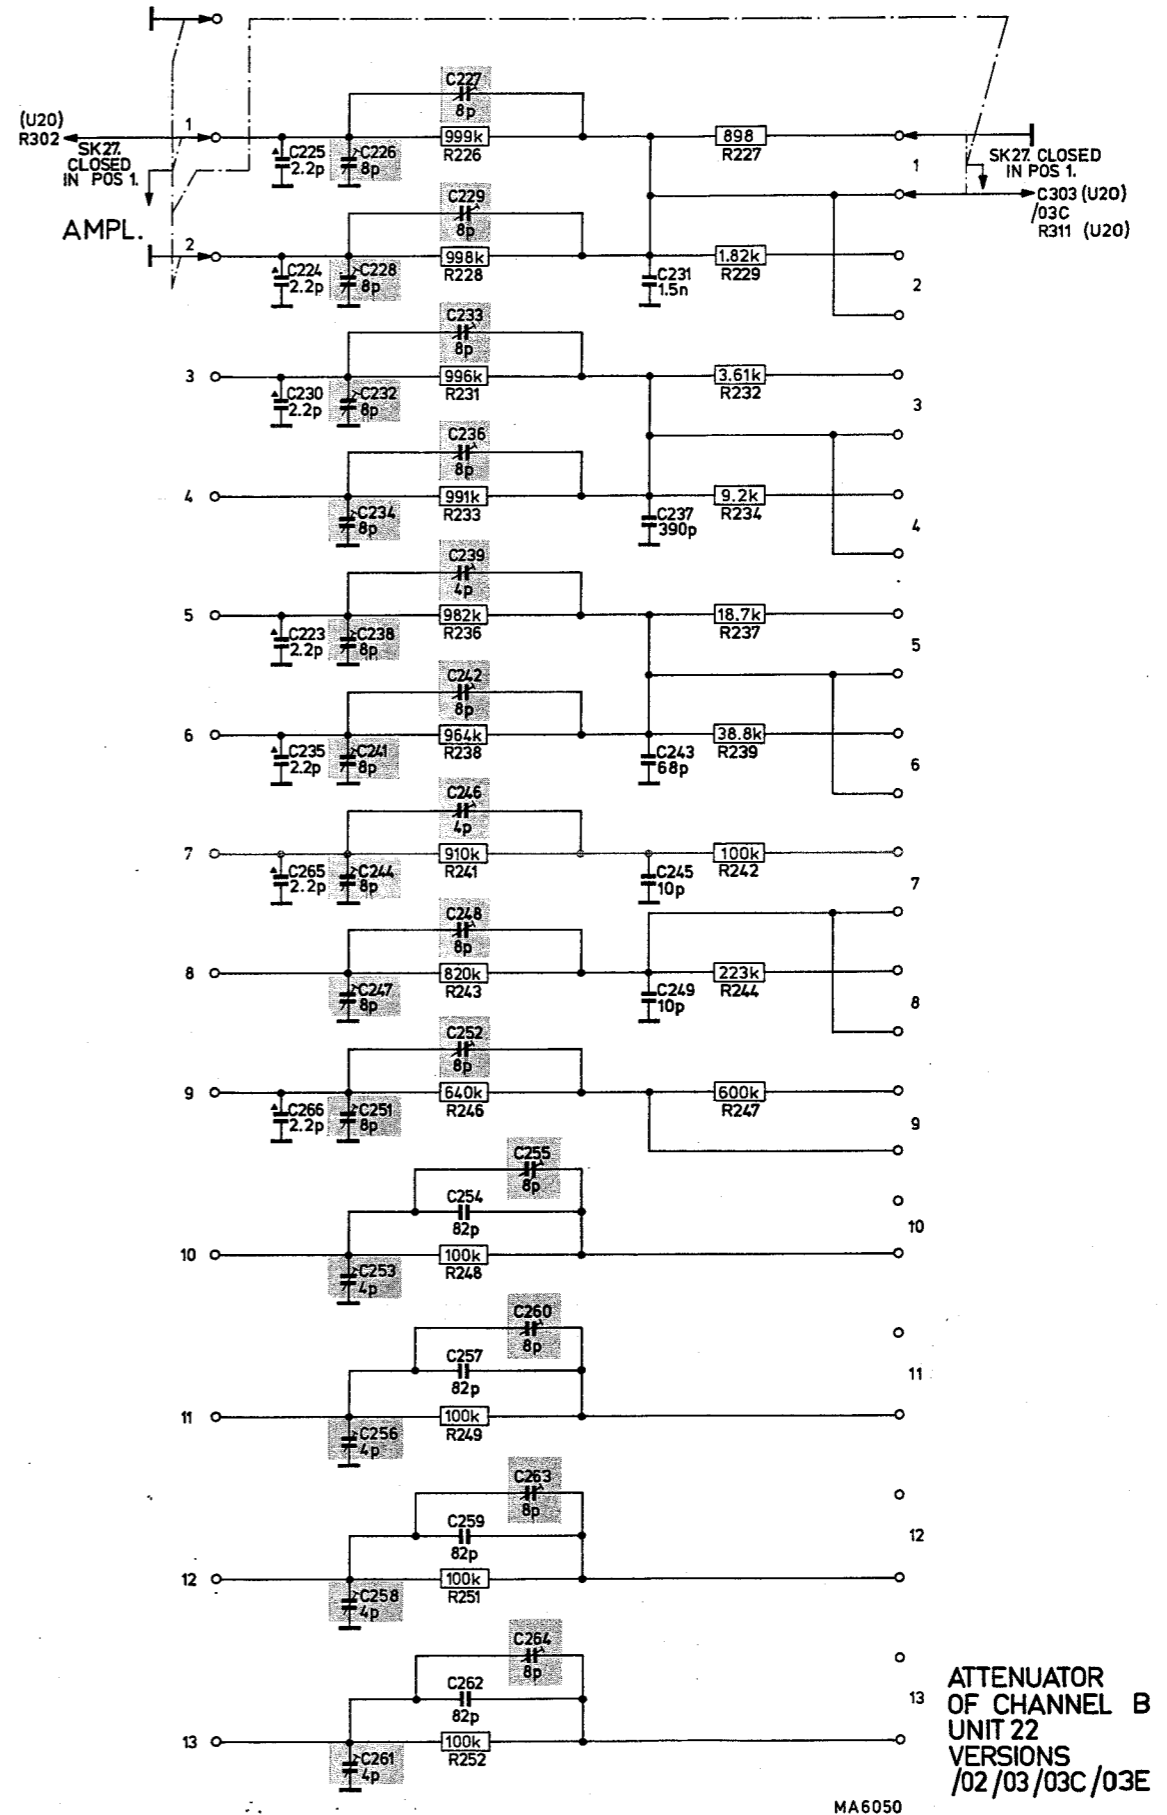 C227
8p
(U20)
R302
1
999k
R226
898
R227
SK27. CLOSED
IN POS 1.
C225
2.2p
C226
8p
1
SK27. CLOSED
IN POS 1.
C303 (U20)
/03C
R311 (U20)
AMPL.
C229
8p
2
998k
R228
1.82k
R229
C224
2.2p
C228
8p
C231
1.5n
2
C233
8p
3
996k
R231
3.61k
R232
C230
2.2p
C232
8p
3
C236
8p
4
991k
R233
9.2k
R234
C234
8p
C237
390p
4
C239
4p
5
982k
R236
18.7k
R237
C223
2.2p
C238
8p
5
C242
8p
6
964k
R238
38.8k
R239
C235
2.2p
C241
8p
C243
68p
6
C246
4p
7
910k
R241
100k
R242
C265
2.2p
C244
8p
C245
10p
7
C248
8p
8
820k
R243
223k
R244
C247
8p
C249
10p
8
C252
8p
9
640k
R246
600k
R247
C266
2.2p
C251
8p
9
C255
8p
C254
82p
10
10
100k
R248
C253
4p
C260
8p
C257
82p
11
11
100k
R249
C256
4p
C263
8p
C259
82p
12
12
100k
R251
C258
4p
C264
8p
C262
82p
13
13
100k
R252
C261
4p
ATTENUATOR
OF CHANNEL B
UNIT 22
VERSIONS
/02/03/03C/03E
MA6050